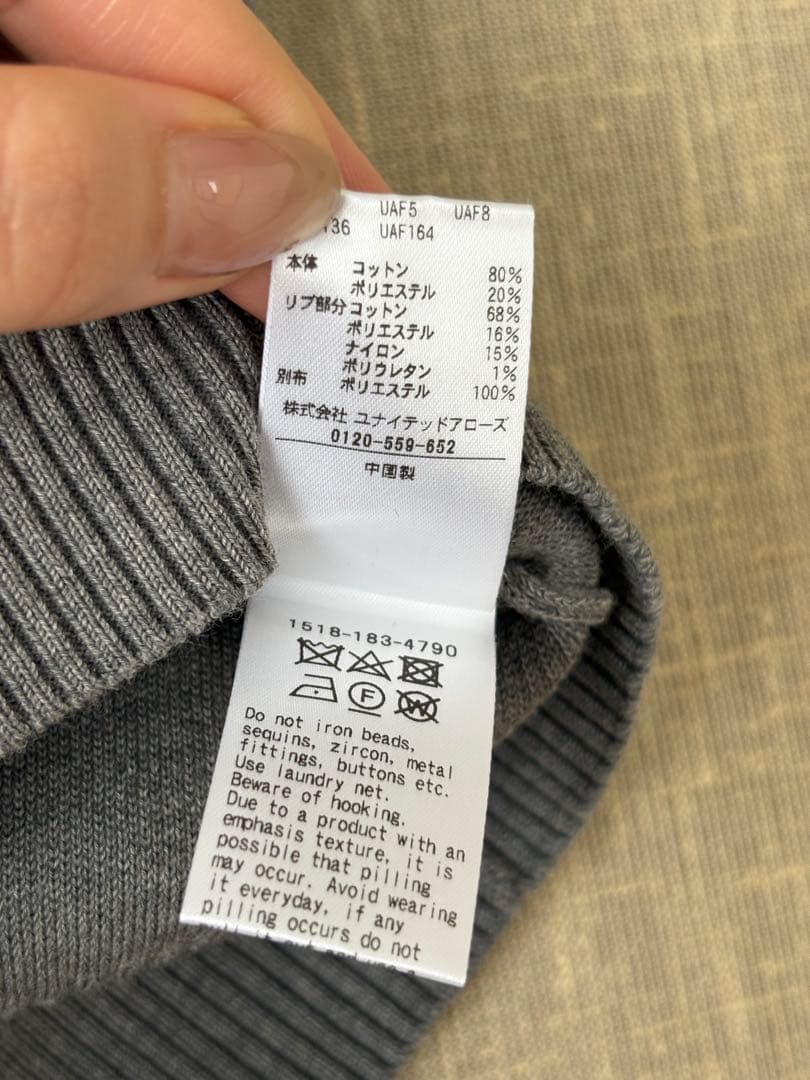 UAF5 UAF8
136 UAF164
本体 コットン 80%
ポリエステル 20%
リブ部分 コットン 68%
ポリエステル 16%
ナイロン 15%
ポリウレタン 1%
別布 ポリエステル 100%
株式会社 ユナイテッドアローズ
0120-559-652
中国製
1518-183-4790
F W
Do not iron beads,
sequins, zircon, metal
fittings, buttons etc.
Use laundry net.
Beware of hooking.
Due to a product with an
emphasis texture, it is
possible that pilling
may occur. Avoid wearing
it everyday, if any
pilling occurs do not